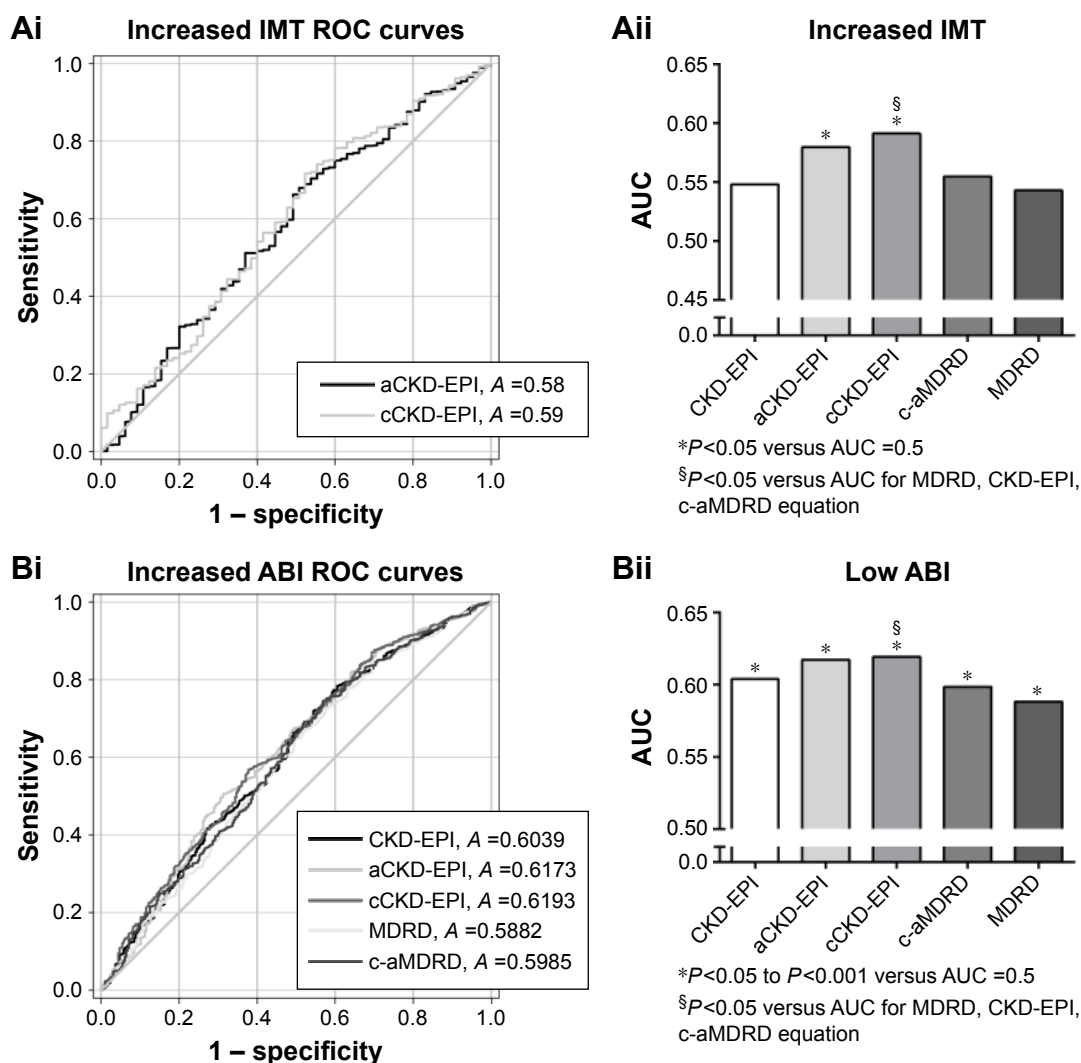 Ai
Increased IMT ROC curves
1.0
0.8
0.6
0.4
0.2
0.0
Sensitivity
aCKD-EPI, A =0.58
cCKD-EPI, A =0.59
0.0 0.2 0.4 0.6 0.8 1.0
1 – specificity
Aii
Increased IMT
0.65
0.60
0.55
0.50
0.45
0.0
AUC
*
§
*
CKD-EPI
aCKD-EPI
cCKD-EPI
c-aMDRD
MDRD
*P<0.05 versus AUC =0.5
§P<0.05 versus AUC for MDRD, CKD-EPI,
c-aMDRD equation
Bi
Increased ABI ROC curves
1.0
0.8
0.6
0.4
0.2
0.0
Sensitivity
CKD-EPI, A =0.6039
aCKD-EPI, A =0.6173
cCKD-EPI, A =0.6193
MDRD, A =0.5882
c-aMDRD, A =0.5985
0.0 0.2 0.4 0.6 0.8 1.0
1 – specificity
Bii
Low ABI
0.65
0.60
0.55
0.50
0.0
AUC
*
*
§
*
*
*
CKD-EPI
aCKD-EPI
cCKD-EPI
c-aMDRD
MDRD
*P<0.05 to P<0.001 versus AUC =0.5
§P<0.05 versus AUC for MDRD, CKD-EPI,
c-aMDRD equation